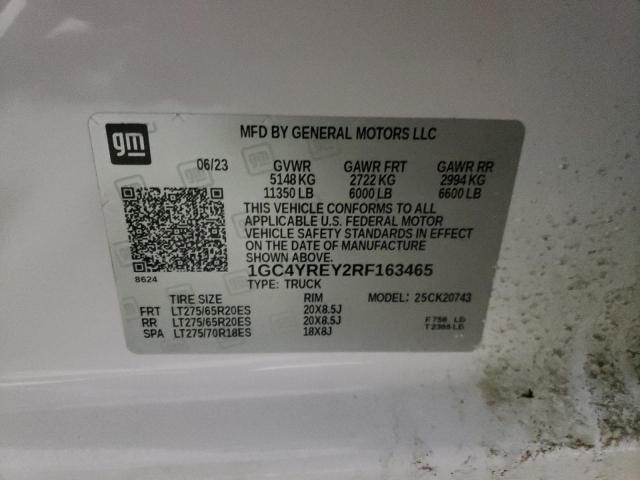 gm
MFD BY GENERAL MOTORS LLC
06/23 GVWR GAWR FRT GAWR RR
5148 KG 2722 KG 2994 KG
11350 LB 6000 LB 6600 LB
THIS VEHICLE CONFORMS TO ALL
APPLICABLE U.S. FEDERAL MOTOR
VEHICLE SAFETY STANDARDS IN EFFECT
ON THE DATE OF MANUFACTURE
SHOWN ABOVE.
8624
1GC4YREY2RF163465
TYPE: TRUCK
TIRE SIZE RIM MODEL: 25CK20743
FRT LT275/65R20ES 20X8.5J
RR LT275/65R20ES 20X8.5J
SPA LT275/70R18ES 18X8J